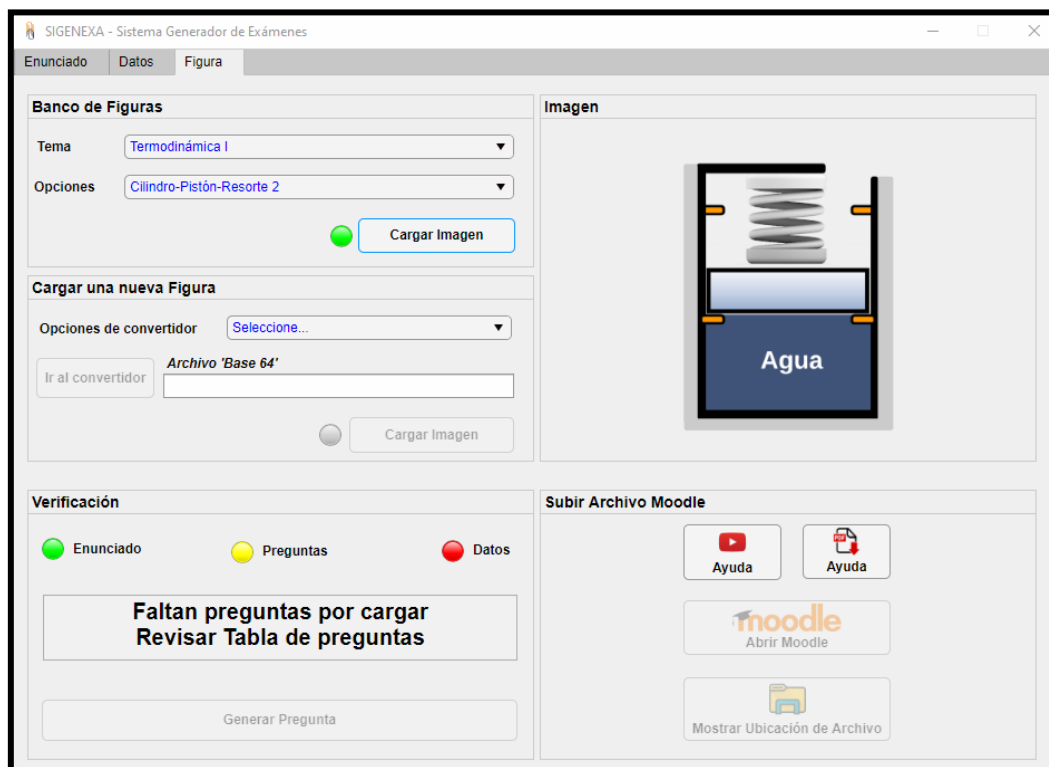 SIGENEXA - Sistema Generador de Exámenes
Enunciado Datos Figura
Banco de Figuras
Tema Termodinámica I
Opciones Cilindro-Pistón-Resorte 2
Cargar Imagen
Cargar una nueva Figura
Opciones de convertidor Seleccione...
Ir al convertidor
Archivo 'Base 64'
Cargar Imagen
Imagen
Agua
Verificación
Enunciado Preguntas Datos
Faltan preguntas por cargar
Revisar Tabla de preguntas
Generar Pregunta
Subir Archivo Moodle
Ayuda
PDF
Ayuda
moodle
Abrir Moodle
Mostrar Ubicación de Archivo